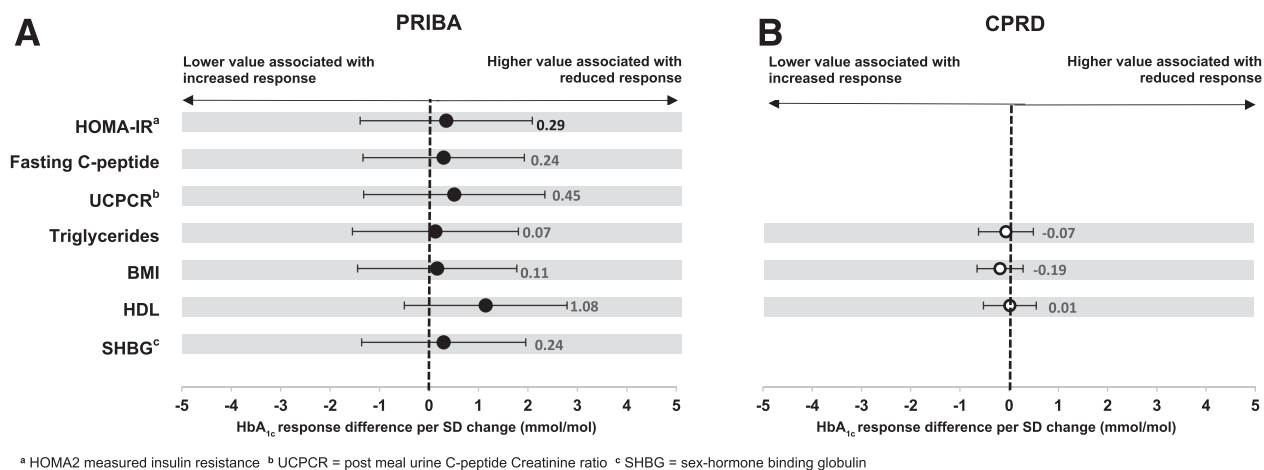 A
PRIBA
Lower value associated with
increased response
Higher value associated with
reduced response
HOMA-IRᵃ
0.29
Fasting C-peptide
0.24
UCPCRᵇ
0.45
Triglycerides
0.07
BMI
0.11
HDL
1.08
SHBGᶜ
0.24
-5 -4 -3 -2 -1 0 1 2 3 4 5
HbA₁c response difference per SD change (mmol/mol)
B
CPRD
Lower value associated with
increased response
Higher value associated with
reduced response
-0.07
-0.19
0.01
-5 -4 -3 -2 -1 0 1 2 3 4 5
HbA₁c response difference per SD change (mmol/mol)
ᵃ HOMA2 measured insulin resistance ᵇ UCPCR = post meal urine C-peptide Creatinine ratio ᶜ SHBG = sex-hormone binding globulin